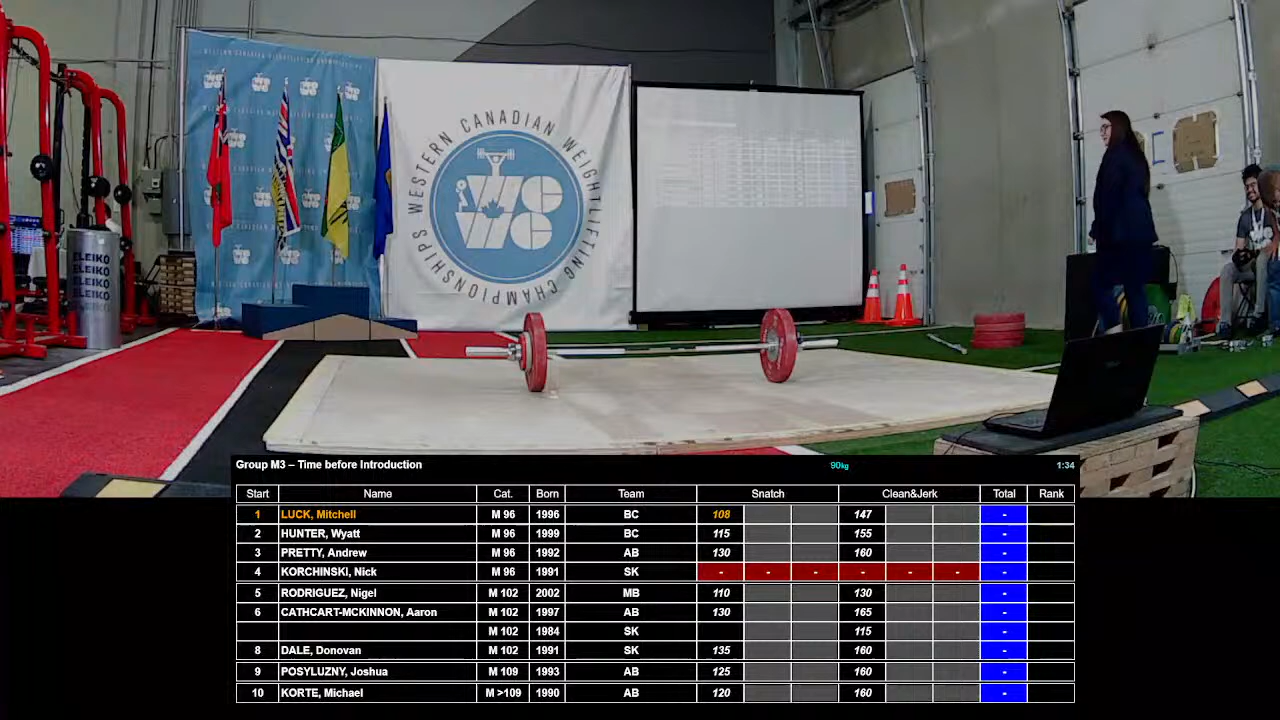 WESTERN CANADIAN WEIGHTLIFTING CHAMPIONSHIPS
WC
WC
ELEIKO
ELEIKO
ELEIKO
ELEIKO
Group M3 – Time before Introduction 90kg 1:34
Start Name Cat. Born Team Snatch Clean&Jerk Total Rank
1 LUCK, Mitchell M 96 1996 BC 108 147 -
2 HUNTER, Wyatt M 96 1999 BC 115 155 -
3 PRETTY, Andrew M 96 1992 AB 130 160 -
4 KORCHINSKI, Nick M 96 1991 SK - - - - - - -
5 RODRIGUEZ, Nigel M 102 2002 MB 110 130 -
6 CATHCART-MCKINNON, Aaron M 102 1997 AB 130 165 -
M 102 1984 SK 115 -
8 DALE, Donovan M 102 1991 SK 135 160 -
9 POSYLUZNY, Joshua M 109 1993 AB 125 160 -
10 KORTE, Michael M >109 1990 AB 120 160 -